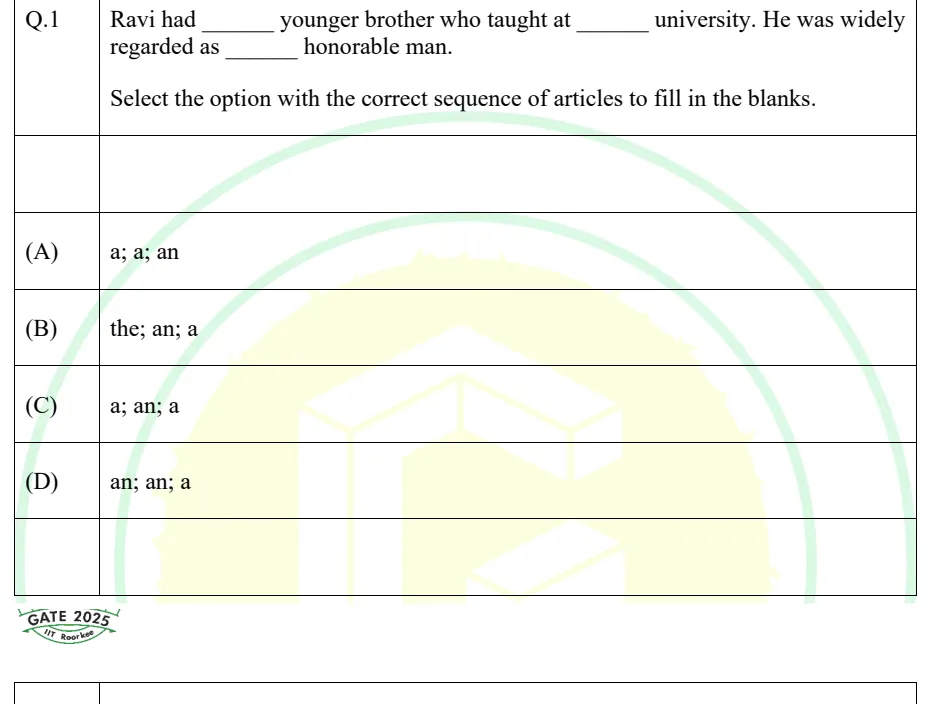 Q.1 Ravi had ______ younger brother who taught at ______ university. He was widely
regarded as ______ honorable man.
Select the option with the correct sequence of articles to fill in the blanks.
(A) a; a; an
(B) the; an; a
(C) a; an; a
(D) an; an; a
GATE 2025
IIT Roorkee